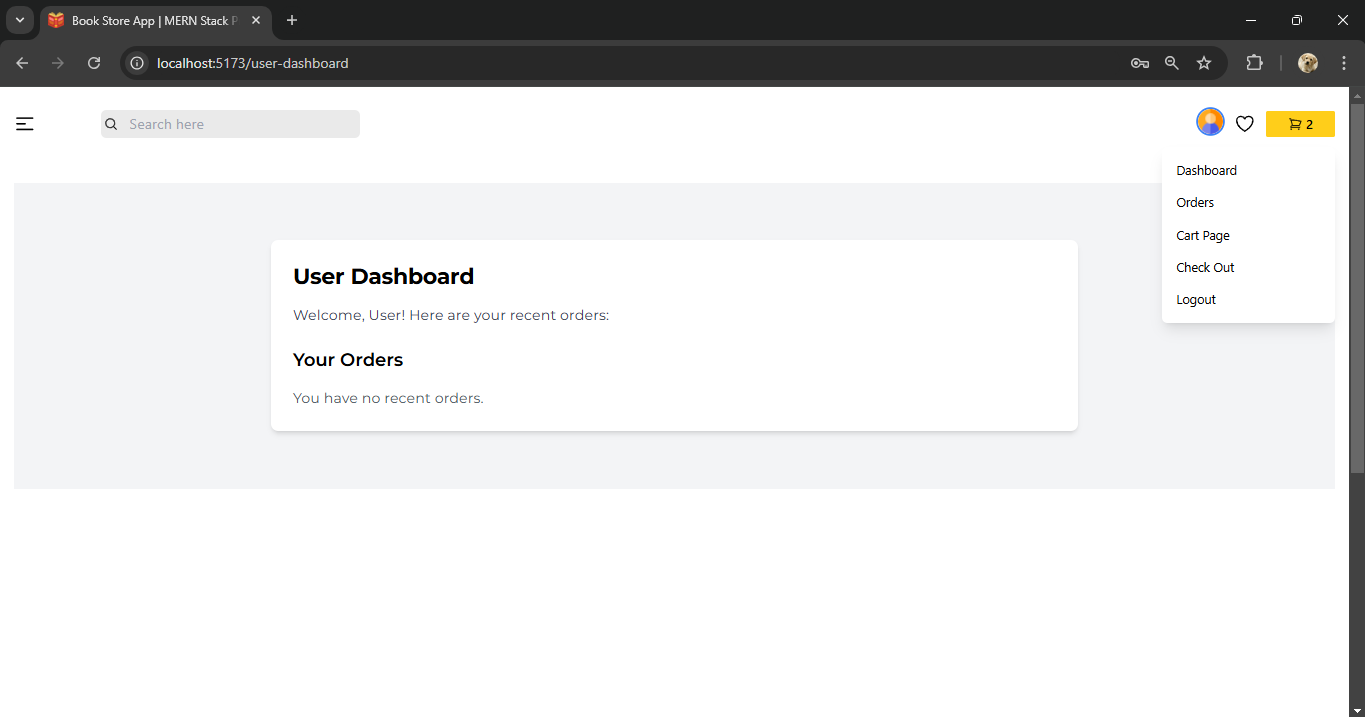 Book Store App | MERN Stack P
localhost:5173/user-dashboard
Search here
2
Dashboard
Orders
Cart Page
Check Out
Logout
User Dashboard
Welcome, User! Here are your recent orders:
Your Orders
You have no recent orders.